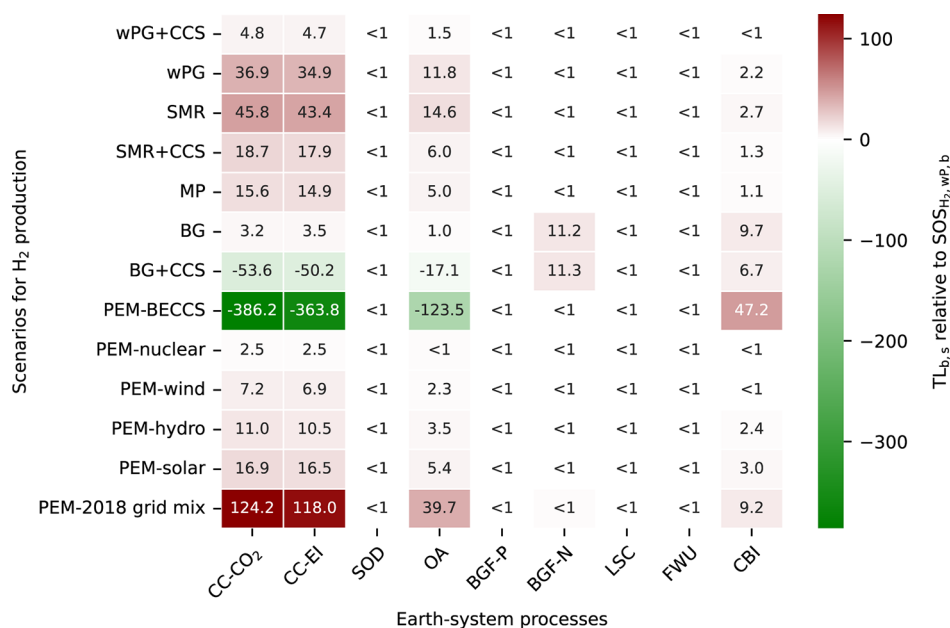 wPG+CCS 4.8 4.7 <1 1.5 <1 <1 <1 <1 <1
wPG 36.9 34.9 <1 11.8 <1 <1 <1 <1 2.2
SMR 45.8 43.4 <1 14.6 <1 <1 <1 <1 2.7
SMR+CCS 18.7 17.9 <1 6.0 <1 <1 <1 <1 1.3
MP 15.6 14.9 <1 5.0 <1 <1 <1 <1 1.1
BG 3.2 3.5 <1 1.0 <1 11.2 <1 <1 9.7
BG+CCS -53.6 -50.2 <1 -17.1 <1 11.3 <1 <1 6.7
PEM-BECCS -386.2 -363.8 <1 -123.5 <1 <1 <1 <1 47.2
PEM-nuclear 2.5 2.5 <1 <1 <1 <1 <1 <1 <1
PEM-wind 7.2 6.9 <1 2.3 <1 <1 <1 <1 <1
PEM-hydro 11.0 10.5 <1 3.5 <1 <1 <1 <1 2.4
PEM-solar 16.9 16.5 <1 5.4 <1 <1 <1 <1 3.0
PEM-2018 grid mix 124.2 118.0 <1 39.7 <1 <1 <1 <1 9.2
CC-CO₂ CC-EI SOD OA BGF-P BGF-N LSC FWU CBI
Earth-system processes
Scenarios for H₂ production
100
0
−100
−200
−300
TL_b,s relative to SOS_H₂,wP,b